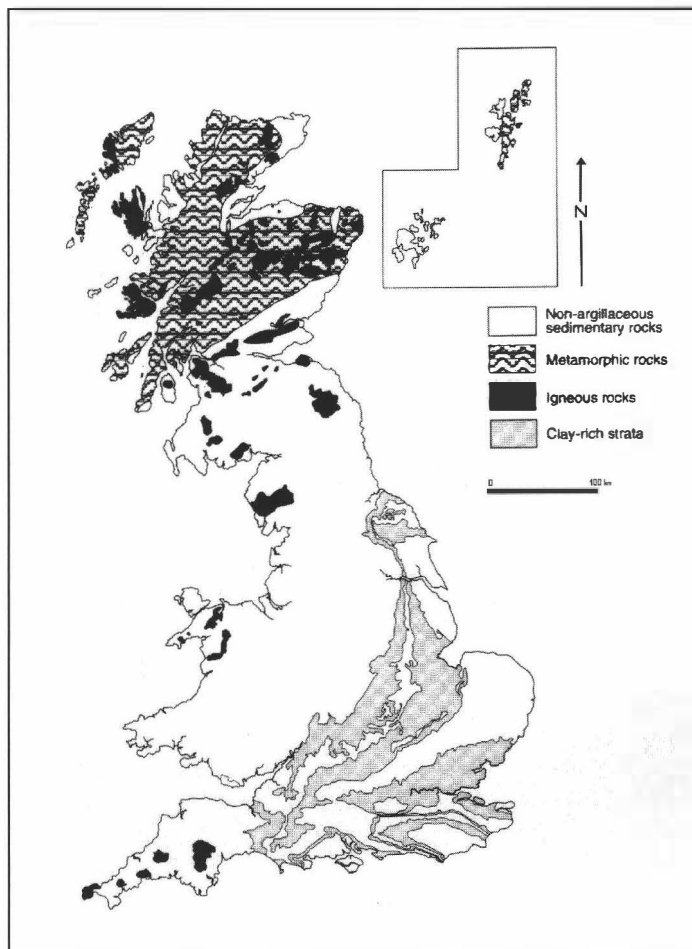 N
Non-argillaceous
sedimentary rocks
Metamorphic rocks
Igneous rocks
Clay-rich strata
0 100 km